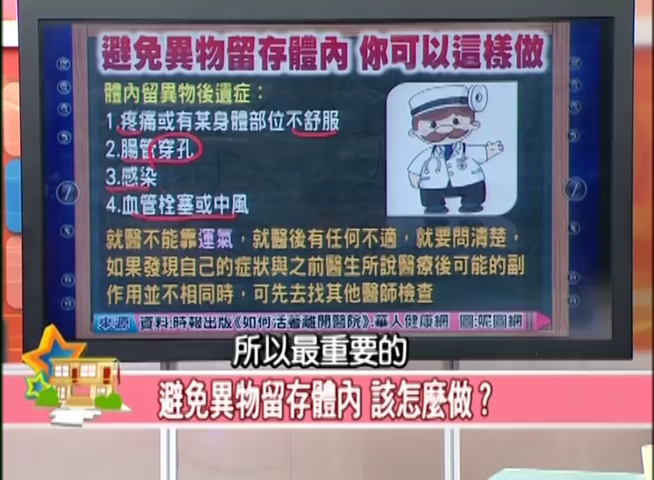 避免異物留存體內 你可以這樣做
體內留異物後遺症：
1.疼痛或有某身體部位不舒服
2.腸管穿孔
3.感染
4.血管栓塞或中風
就醫不能靠運氣，就醫後有任何不適，就要問清楚，
如果發現自己的症狀與之前醫生所說醫療後可能的副
作用並不相同時，可先去找其他醫師檢查
來源 資料:時報出版《如何活著離開醫院》.華人健康網 圖:昵圖網
所以最重要的
避免異物留存體內 該怎麼做？